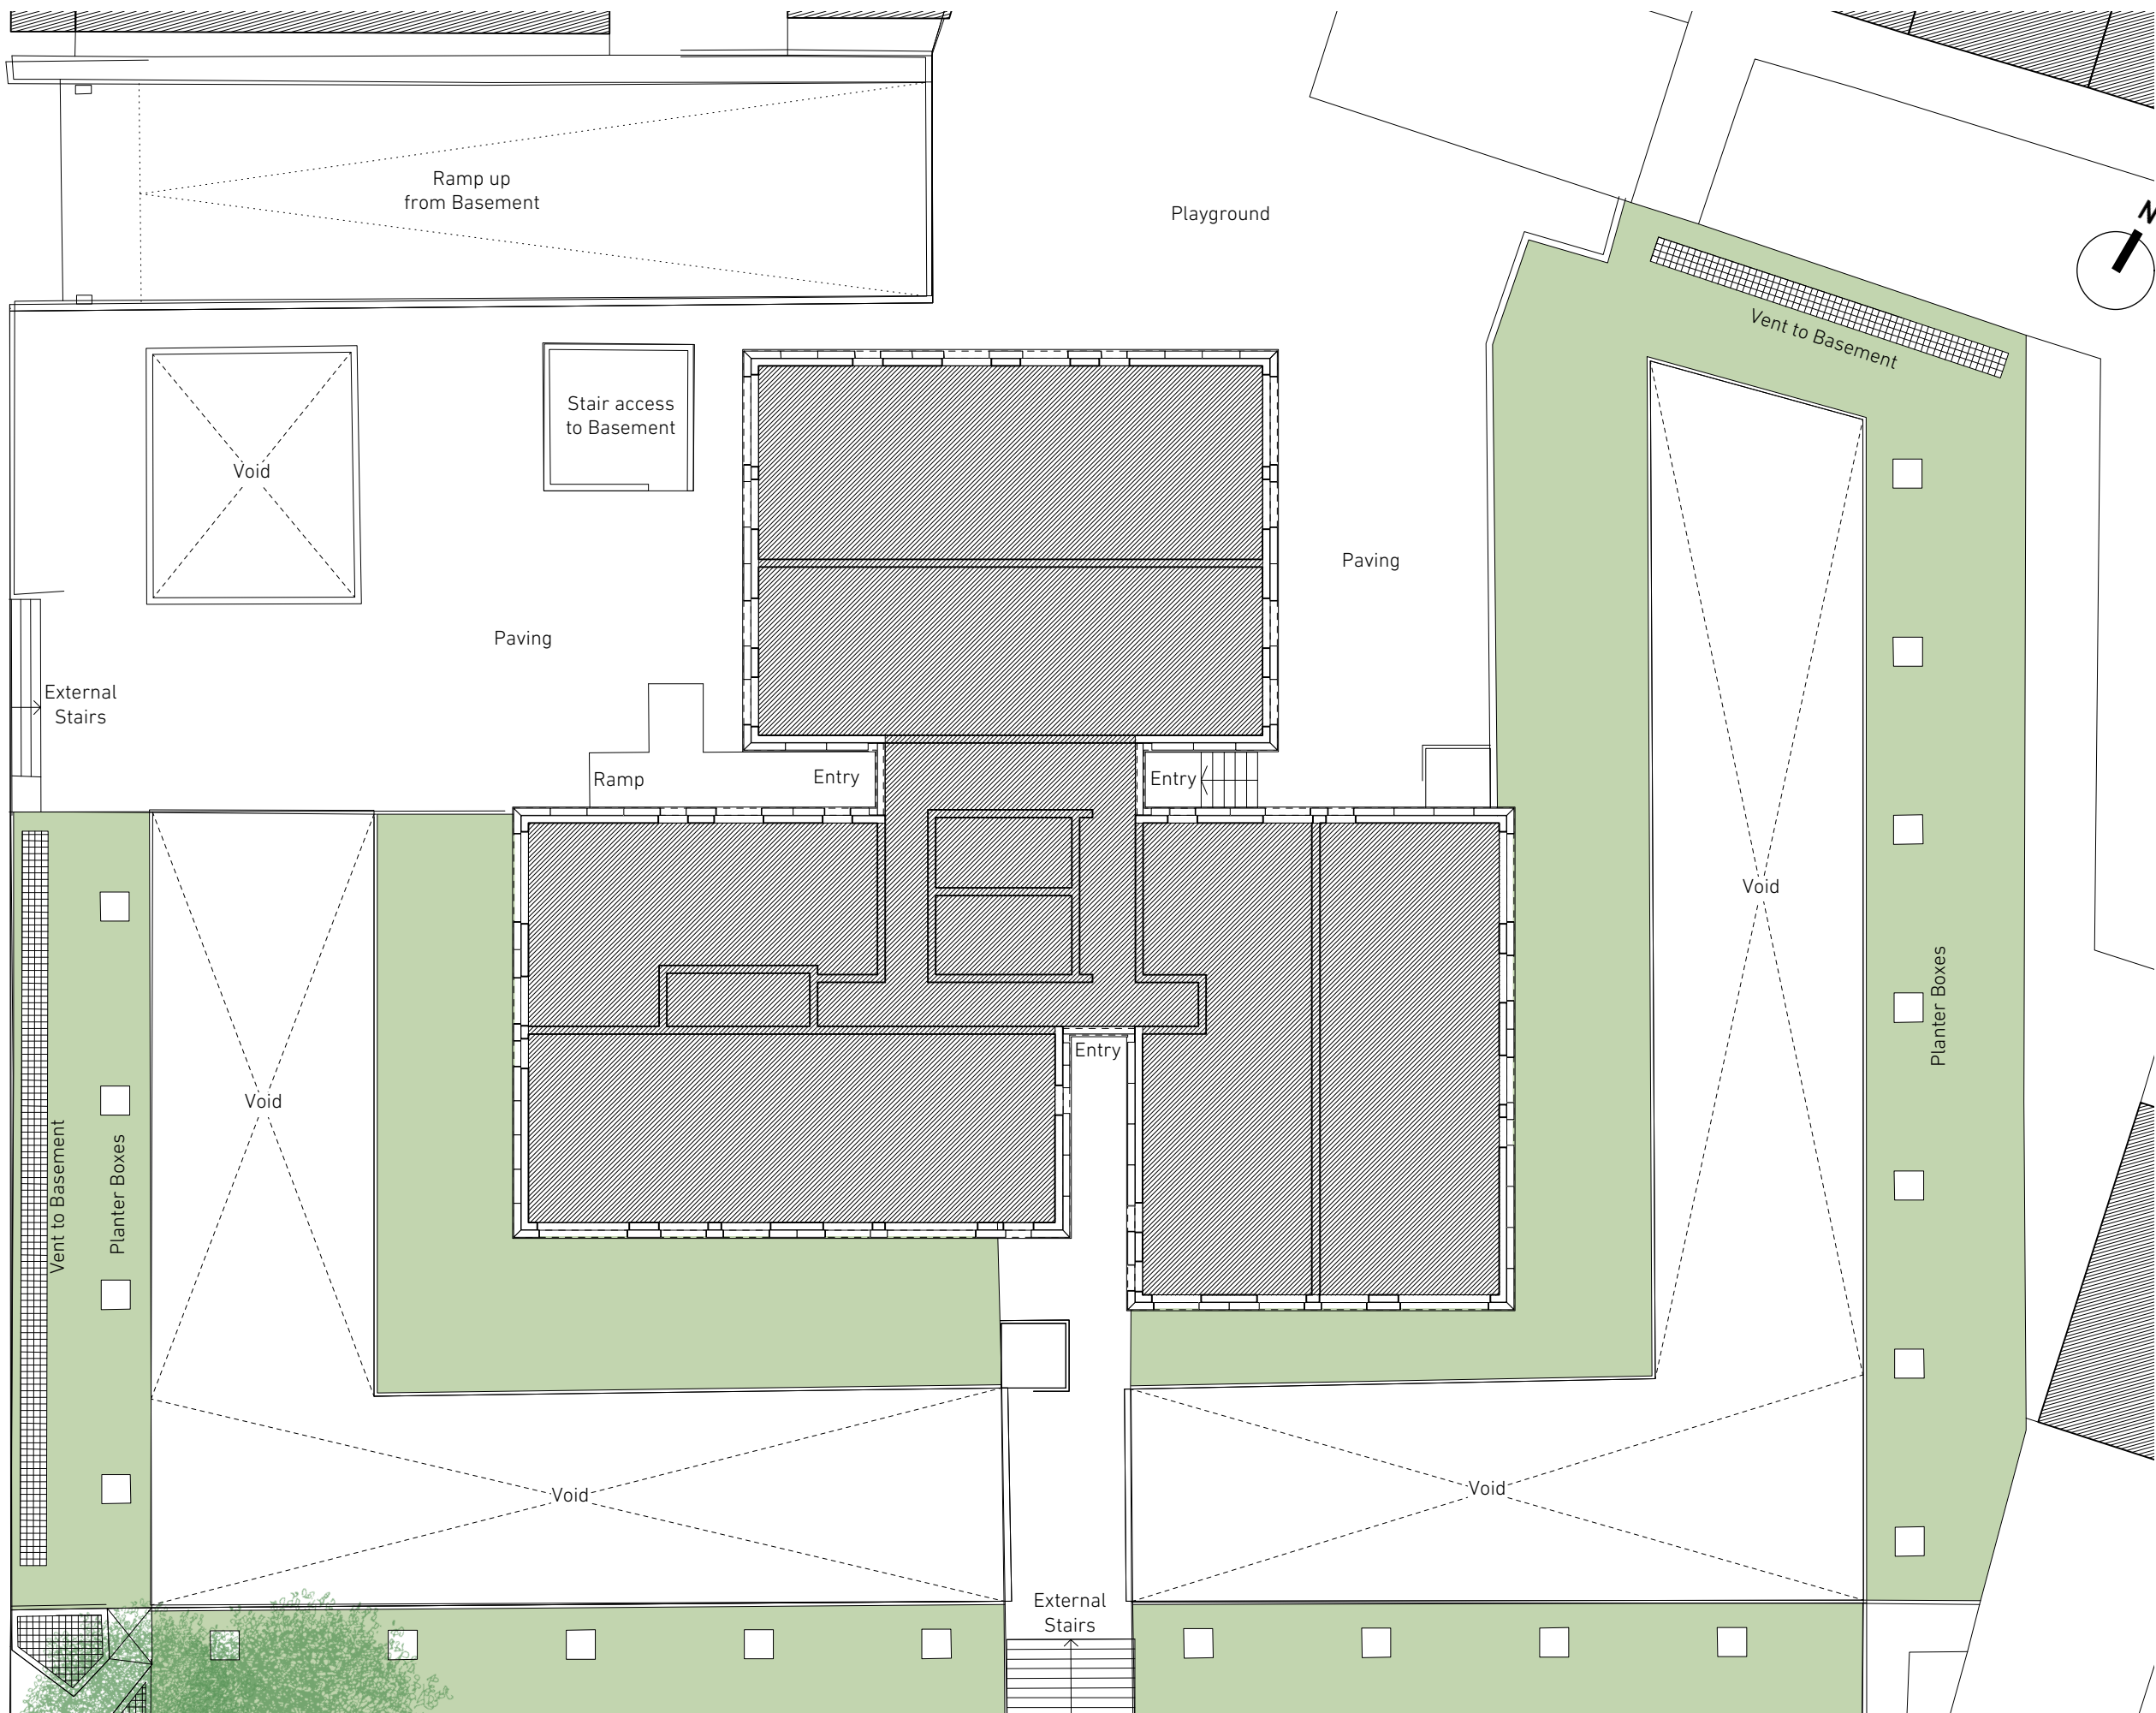 Ramp up
from Basement
Playground
N
Vent to Basement
Stair access
to Basement
Void
Paving
Paving
External
Stairs
Ramp
Entry
Entry
Void
Planter Boxes
Entry
Void
Vent to Basement
Planter Boxes
Void
Void
External
Stairs